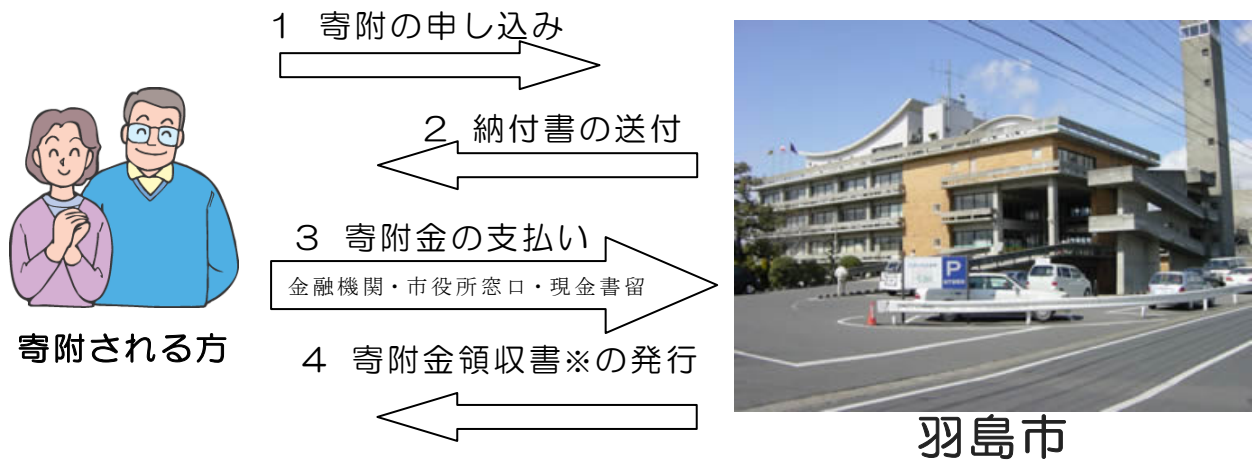 1 寄附の申し込み
2 納付書の送付
3 寄附金の支払い
金融機関・市役所窓口・現金書留
4 寄附金領収書※の発行
寄附される方
P
羽島市